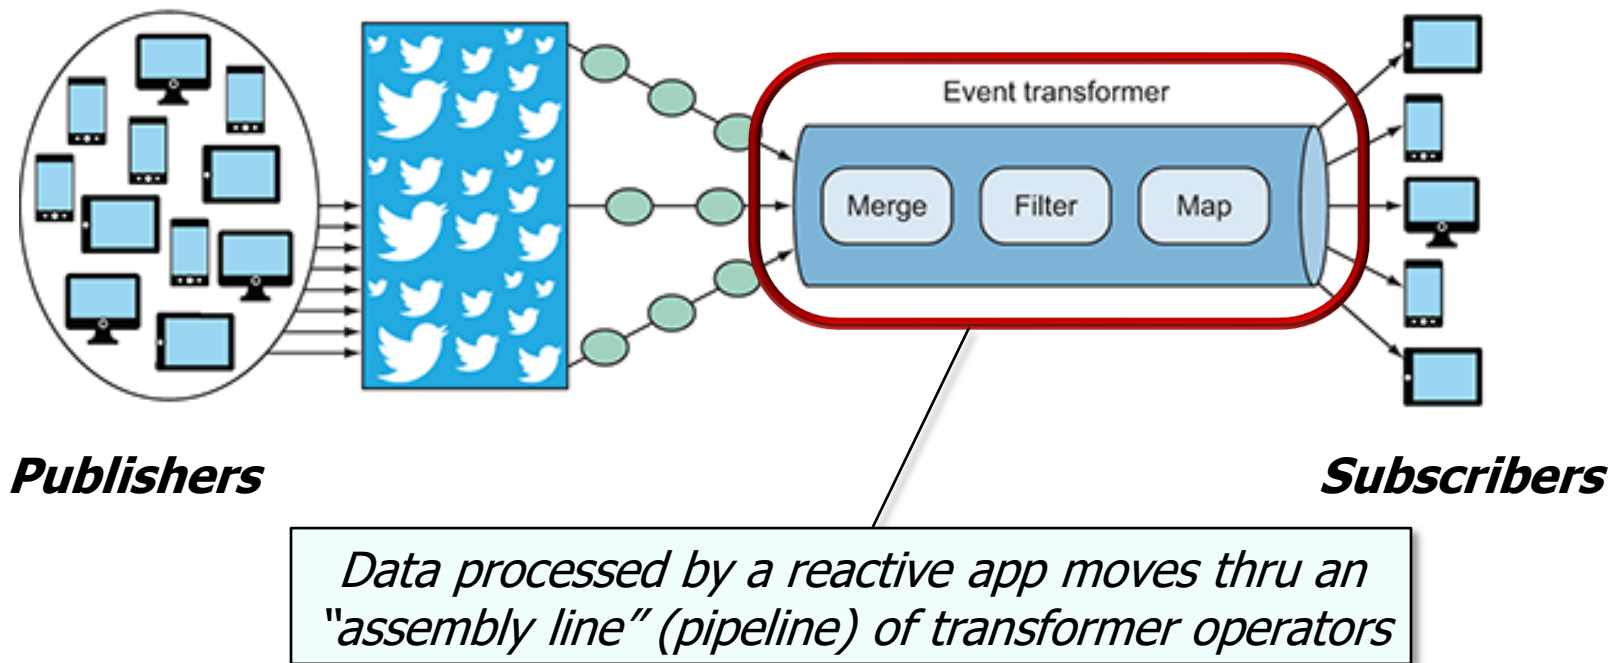 Event transformer
Merge
Filter
Map
Publishers
Subscribers
Data processed by a reactive app moves thru an
“assembly line” (pipeline) of transformer operators